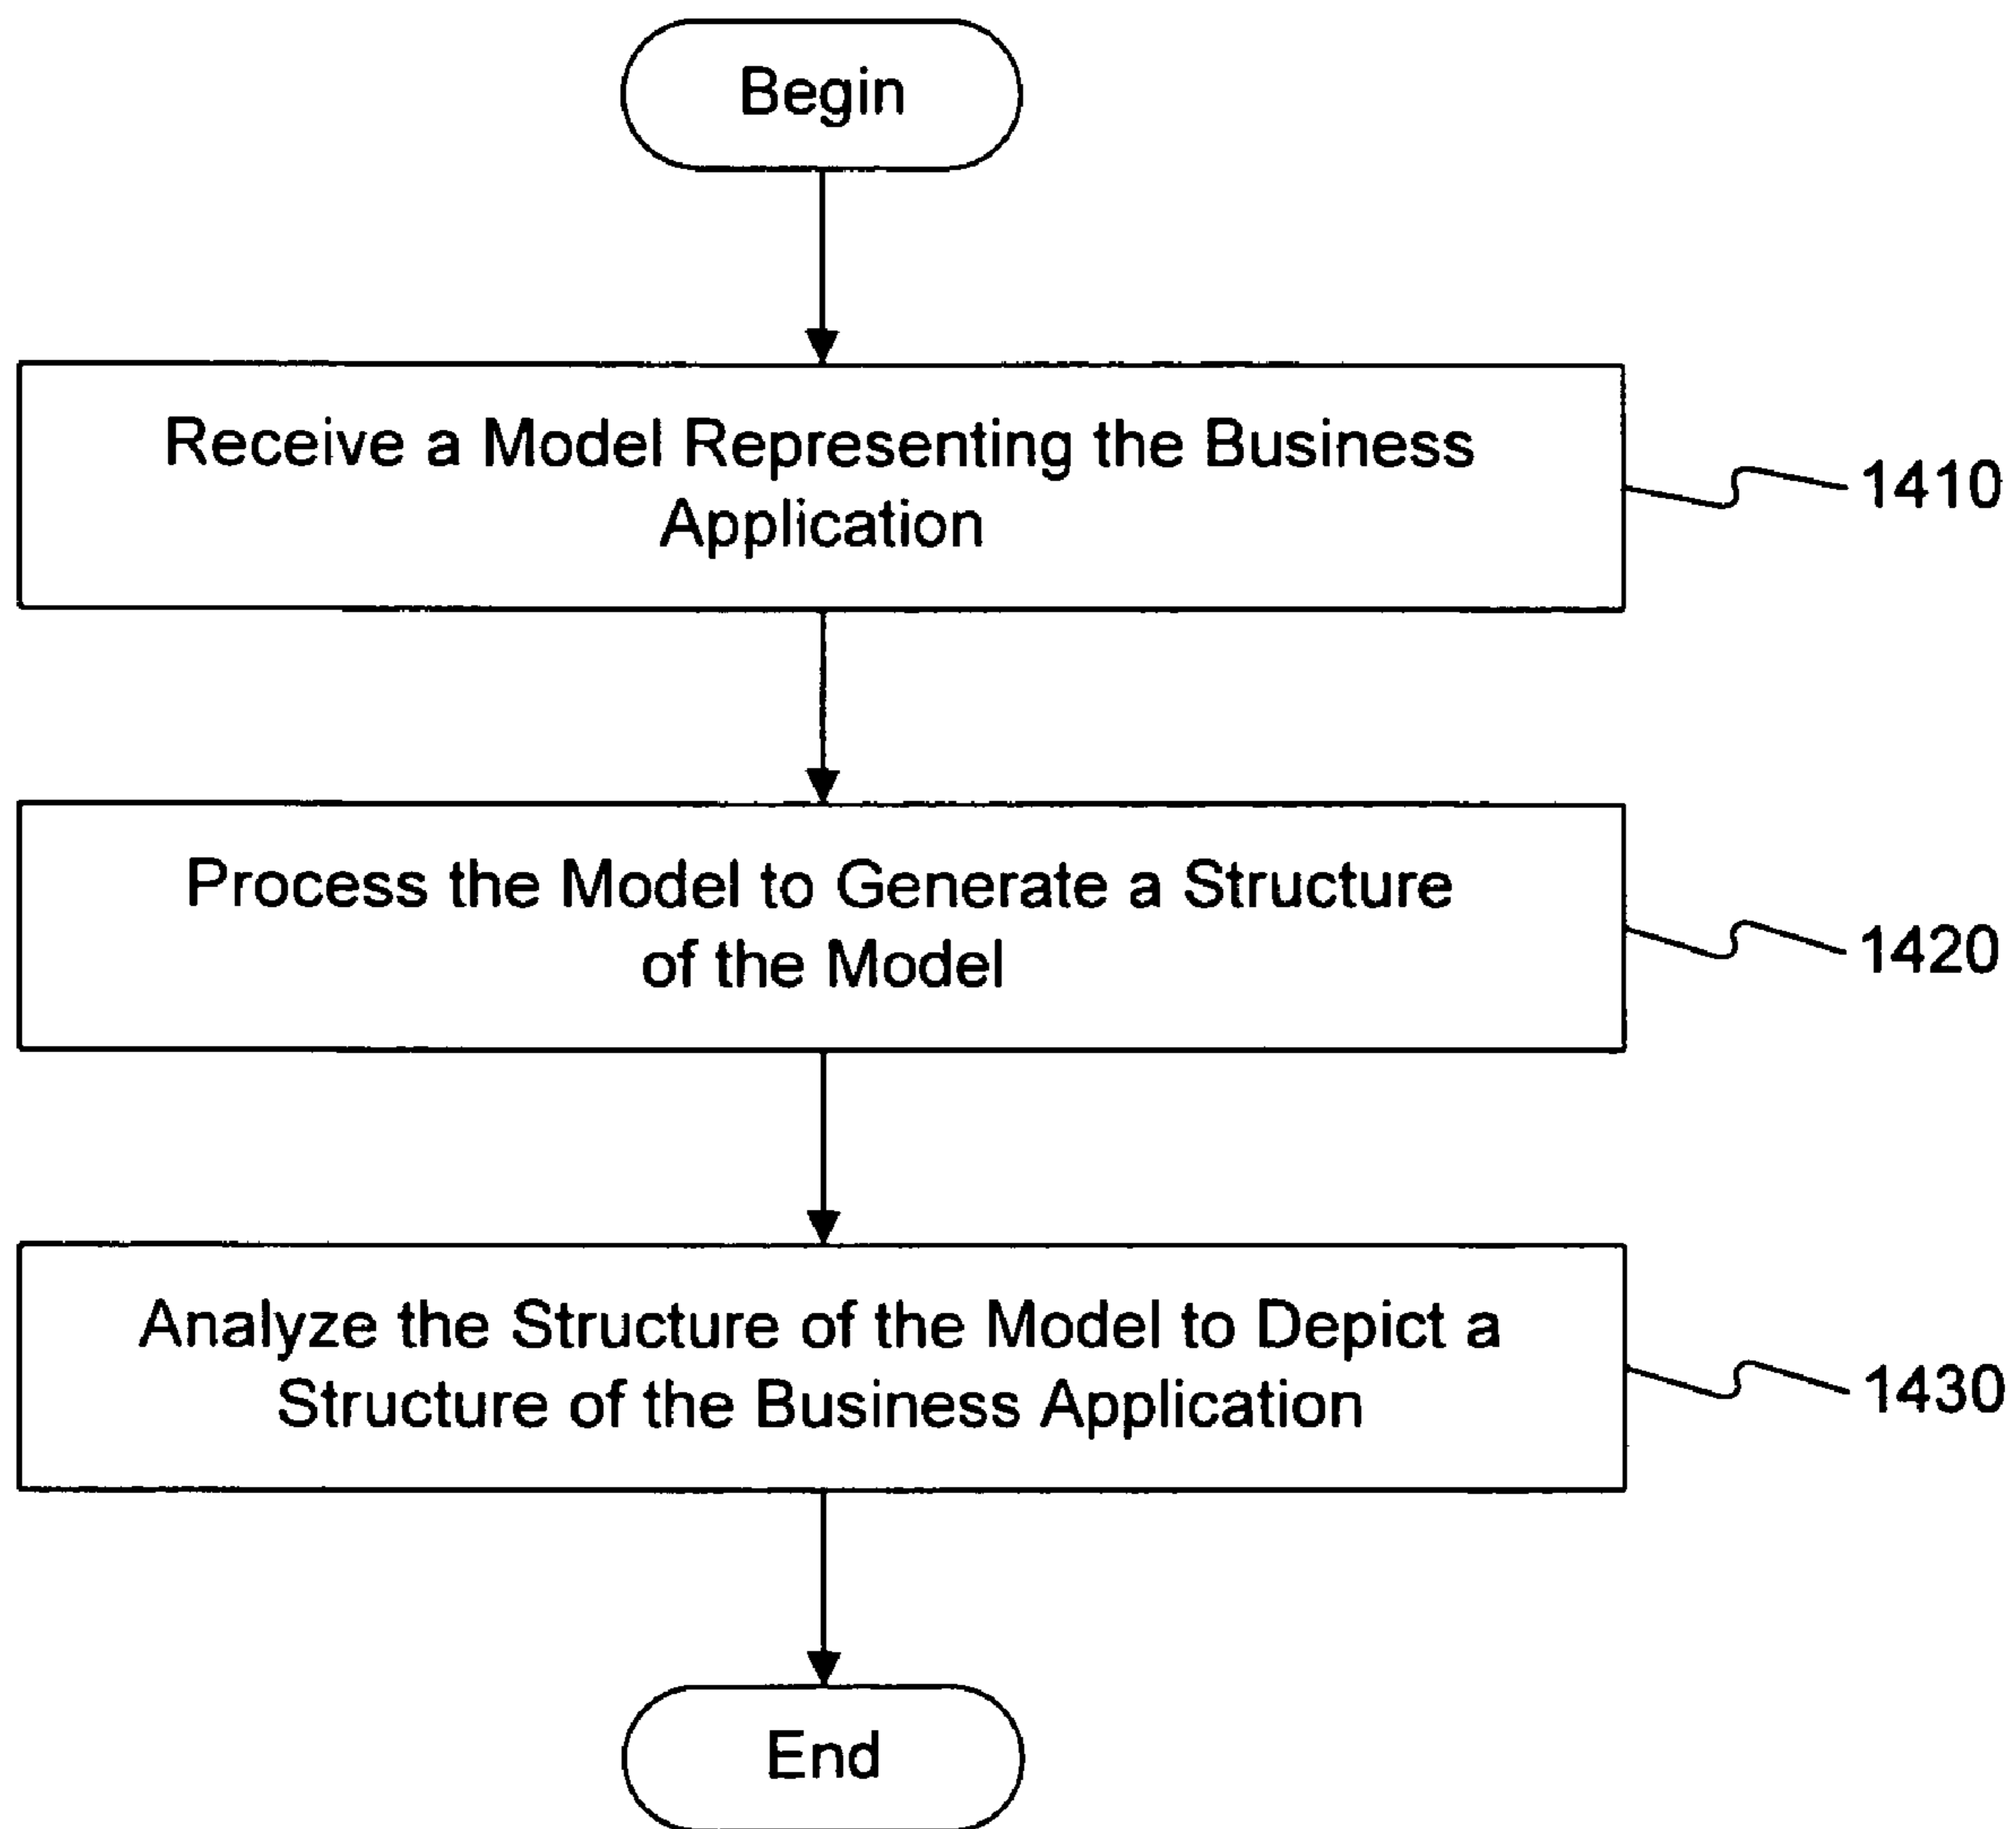 Begin
Receive a Model Representing the Business
Application
1410
Process the Model to Generate a Structure
of the Model
1420
Analyze the Structure of the Model to Depict a
Structure of the Business Application
1430
End